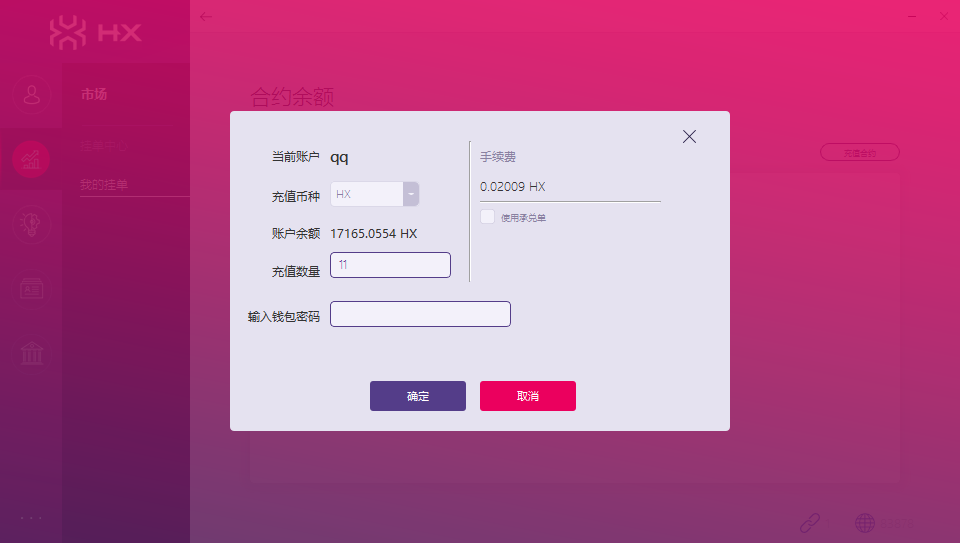 HX
市场
挂单中心
我的挂单
合约余额
充值合约
当前账户 qq
充值币种 HX
账户余额 17165.0554 HX
充值数量 11
输入钱包密码
手续费
0.02009 HX
使用承兑单
确定
取消